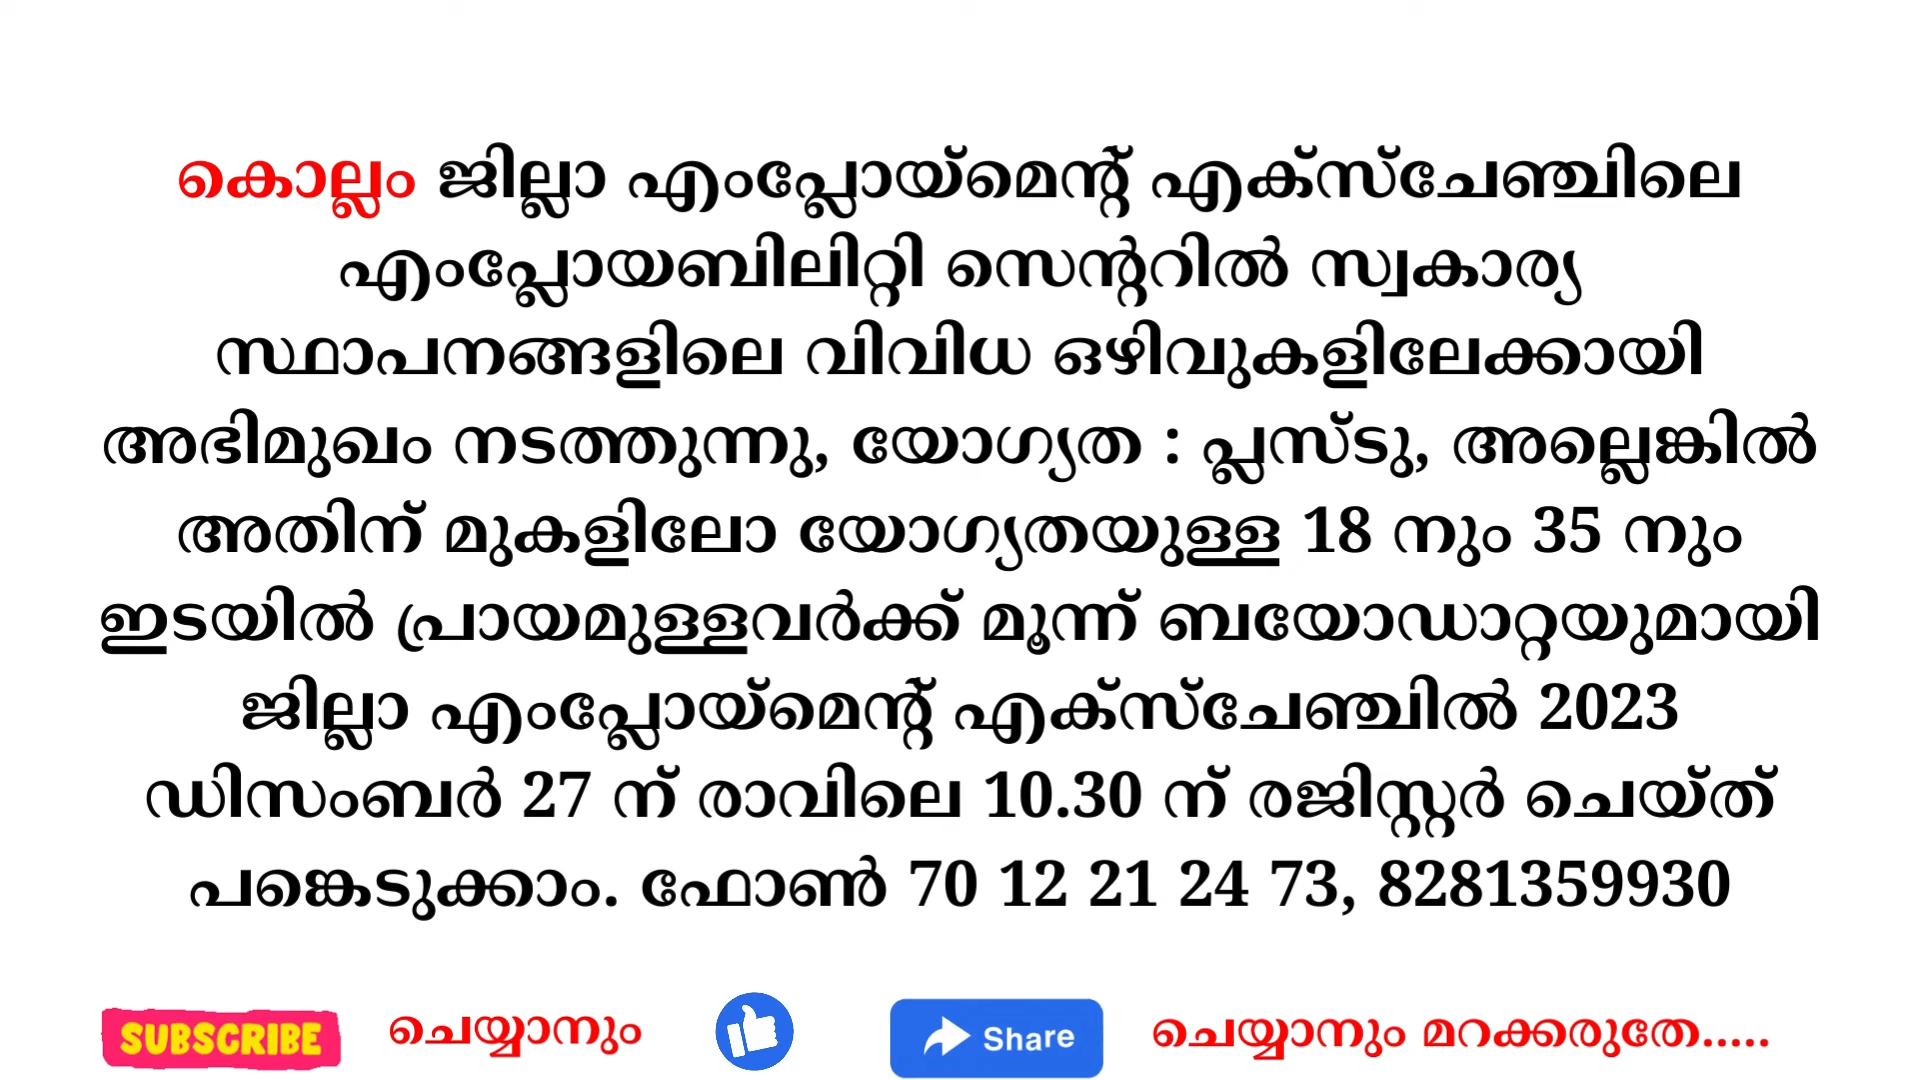 കൊല്ലം ജില്ലാ എംപ്ലോയ്മെന്റ് എക്സ്ചേഞ്ചിലെ
എംപ്ലോയബിലിറ്റി സെന്ററിൽ സ്വകാര്യ
സ്ഥാപനങ്ങളിലെ വിവിധ ഒഴിവുകളിലേക്കായി
അഭിമുഖം നടത്തുന്നു, യോഗ്യത : പ്ലസ്ടു, അല്ലെങ്കിൽ
അതിന് മുകളിലോ യോഗ്യതയുള്ള 18 നും 35 നും
ഇടയിൽ പ്രായമുള്ളവർക്ക് മൂന്ന് ബയോഡാറ്റയുമായി
ജില്ലാ എംപ്ലോയ്മെന്റ് എക്സ്ചേഞ്ചിൽ 2023
ഡിസംബർ 27 ന് രാവിലെ 10.30 ന് രജിസ്റ്റർ ചെയ്ത്
പങ്കെടുക്കാം. ഫോൺ 70 12 21 24 73, 8281359930
SUBSCRIBE ചെയ്യാനും Share ചെയ്യാനും മറക്കരുതേ.....